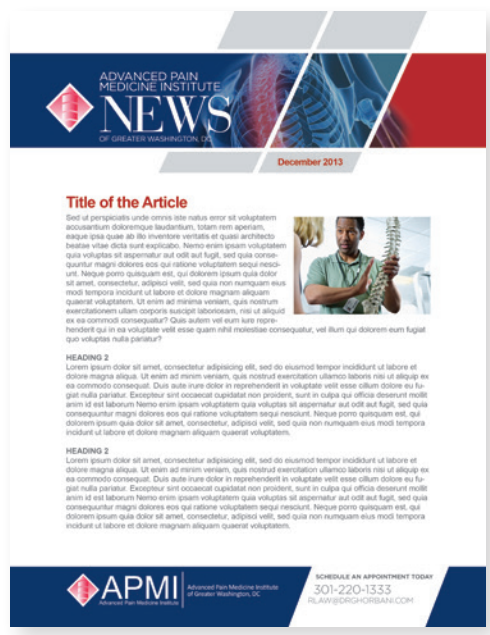 ADVANCED PAIN
MEDICINE INSTITUTE
NEWS
OF GREATER WASHINGTON, DC
December 2013
Title of the Article
Sed ut perspiciatis unde omnis iste natus error sit voluptatem
accusantium doloremque laudantium, totam rem aperiam,
eaque ipsa quae ab illo inventore veritatis et quasi architecto
beatae vitae dicta sunt explicabo. Nemo enim ipsam voluptatem
quia voluptas sit aspernatur aut odit aut fugit, sed quia conse-
quuntur magni dolores eos qui ratione voluptatem sequi nesci-
unt. Neque porro quisquam est, qui dolorem ipsum quia dolor
sit amet, consectetur, adipisci velit, sed quia non numquam eius
modi tempora incidunt ut labore et dolore magnam aliquam
quaerat voluptatem. Ut enim ad minima veniam, quis nostrum
exercitationem ullam corporis suscipit laboriosam, nisi ut aliquid
ex ea commodi consequatur? Quis autem vel eum iure repre-
henderit qui in ea voluptate velit esse quam nihil molestiae consequatur, vel illum qui dolorem eum fugiat
quo voluptas nulla pariatur?
HEADING 2
Lorem ipsum dolor sit amet, consectetur adipisicing elit, sed do eiusmod tempor incididunt ut labore et
dolore magna aliqua. Ut enim ad minim veniam, quis nostrud exercitation ullamco laboris nisi ut aliquip ex
ea commodo consequat. Duis aute irure dolor in reprehenderit in voluptate velit esse cillum dolore eu fu-
giat nulla pariatur. Excepteur sint occaecat cupidatat non proident, sunt in culpa qui officia deserunt mollit
anim id est laborum Nemo enim ipsam voluptatem quia voluptas sit aspernatur aut odit aut fugit, sed quia
consequuntur magni dolores eos qui ratione voluptatem sequi nesciunt. Neque porro quisquam est, qui
dolorem ipsum quia dolor sit amet, consectetur, adipisci velit, sed quia non numquam eius modi tempora
incidunt ut labore et dolore magnam aliquam quaerat voluptatem.
HEADING 2
Lorem ipsum dolor sit amet, consectetur adipisicing elit, sed do eiusmod tempor incididunt ut labore et
dolore magna aliqua. Ut enim ad minim veniam, quis nostrud exercitation ullamco laboris nisi ut aliquip ex
ea commodo consequat. Duis aute irure dolor in reprehenderit in voluptate velit esse cillum dolore eu fu-
giat nulla pariatur. Excepteur sint occaecat cupidatat non proident, sunt in culpa qui officia deserunt mollit
anim id est laborum Nemo enim ipsam voluptatem quia voluptas sit aspernatur aut odit aut fugit, sed quia
consequuntur magni dolores eos qui ratione voluptatem sequi nesciunt. Neque porro quisquam est, qui
dolorem ipsum quia dolor sit amet, consectetur, adipisci velit, sed quia non numquam eius modi tempora
incidunt ut labore et dolore magnam aliquam quaerat voluptatem.
APMI
Advanced Pain Medicine Institute
Advanced Pain Medicine Institute
of Greater Washington, DC
SCHEDULE AN APPOINTMENT TODAY
301-220-1333
RLAW@DRGHORBANI.COM